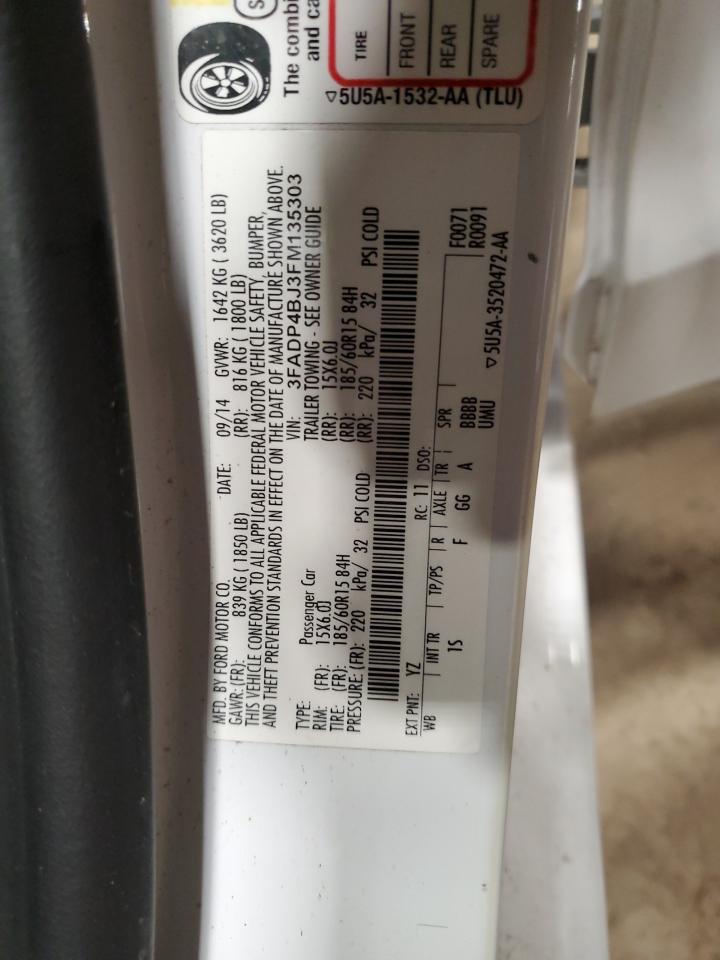 The combi
and ca
TIRE
FRONT
REAR
SPARE
5U5A-1532-AA (TLU)
MFD. BY FORD MOTOR CO. DATE: 09/14 GVWR: 1642 KG ( 3620 LB)
GAWR: (FR): 839 KG ( 1850 LB) (RR): 816 KG ( 1800 LB)
THIS VEHICLE CONFORMS TO ALL APPLICABLE FEDERAL MOTOR VEHICLE SAFETY, BUMPER,
AND THEFT PREVENTION STANDARDS IN EFFECT ON THE DATE OF MANUFACTURE SHOWN ABOVE.
VIN: 3FADP4BJ3FM135303
TYPE: Passenger Car TRAILER TOWING - SEE OWNER GUIDE
RIM: (FR): 15X6.0J (RR): 15X6.0J
TIRE: (FR): 185/60R15 84H (RR): 185/60R15 84H
PRESSURE: (FR): 220 kPa/ 32 PSI COLD (RR): 220 kPa/ 32 PSI COLD
EXT PNT: YZ RC: 11 DSO: F0071
WB INT TR TP/PS R AXLE TR SPR R0091
1S F GG A BBBB
UMU
5U5A-3520472-AA